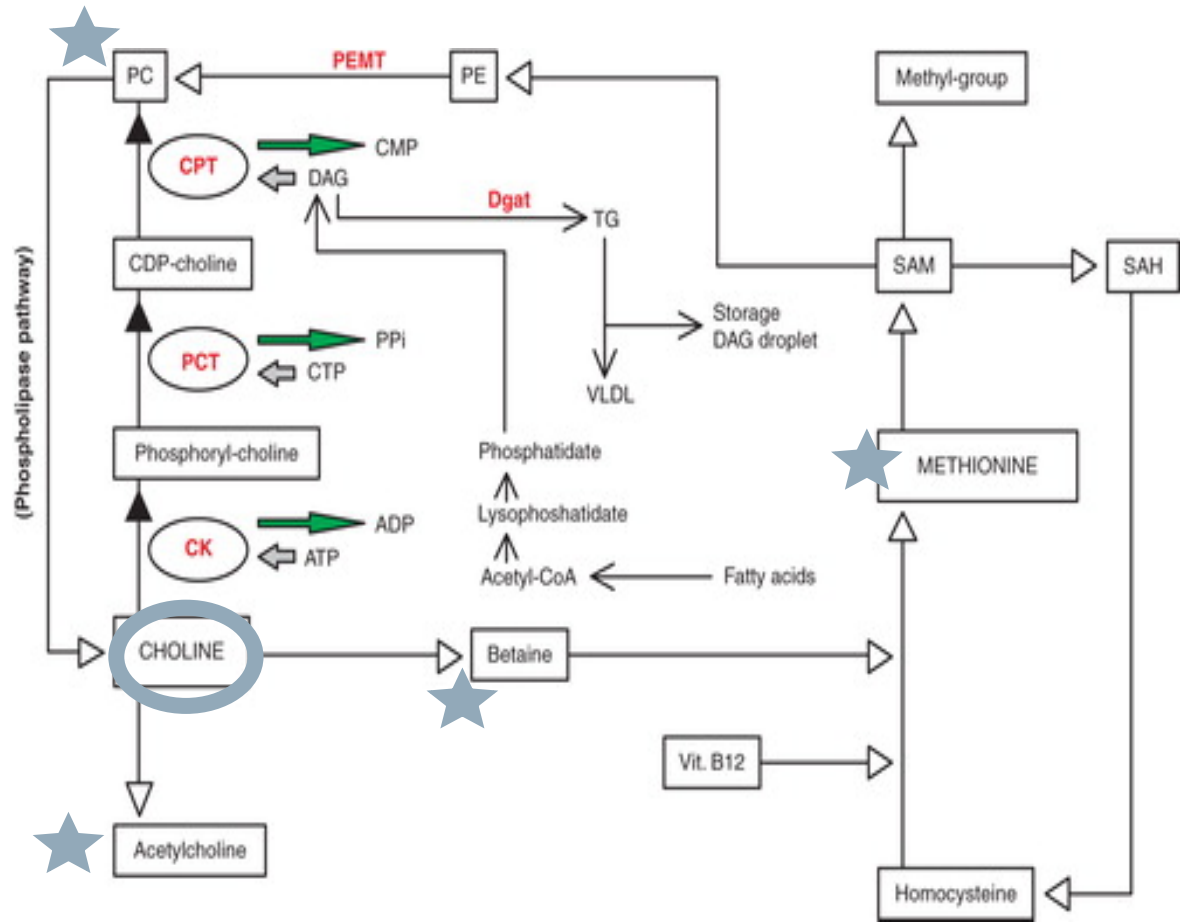 PC
PEMT
PE
Methyl-group
CPT
CMP
DAG
Dgat
TG
CDP-choline
SAM
SAH
(Phospholipase pathway)
PCT
PPi
CTP
Storage
DAG droplet
VLDL
Phosphoryl-choline
Phosphatidate
METHIONINE
Lysophoshatidate
CK
ADP
ATP
Acetyl-CoA
Fatty acids
CHOLINE
Betaine
Vit. B12
Acetylcholine
Homocysteine